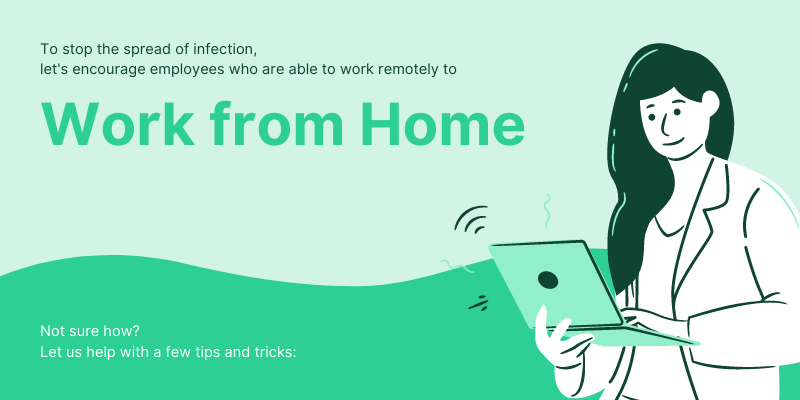 To stop the spread of infection,
let's encourage employees who are able to work remotely to
Work from Home
Not sure how?
Let us help with a few tips and tricks: